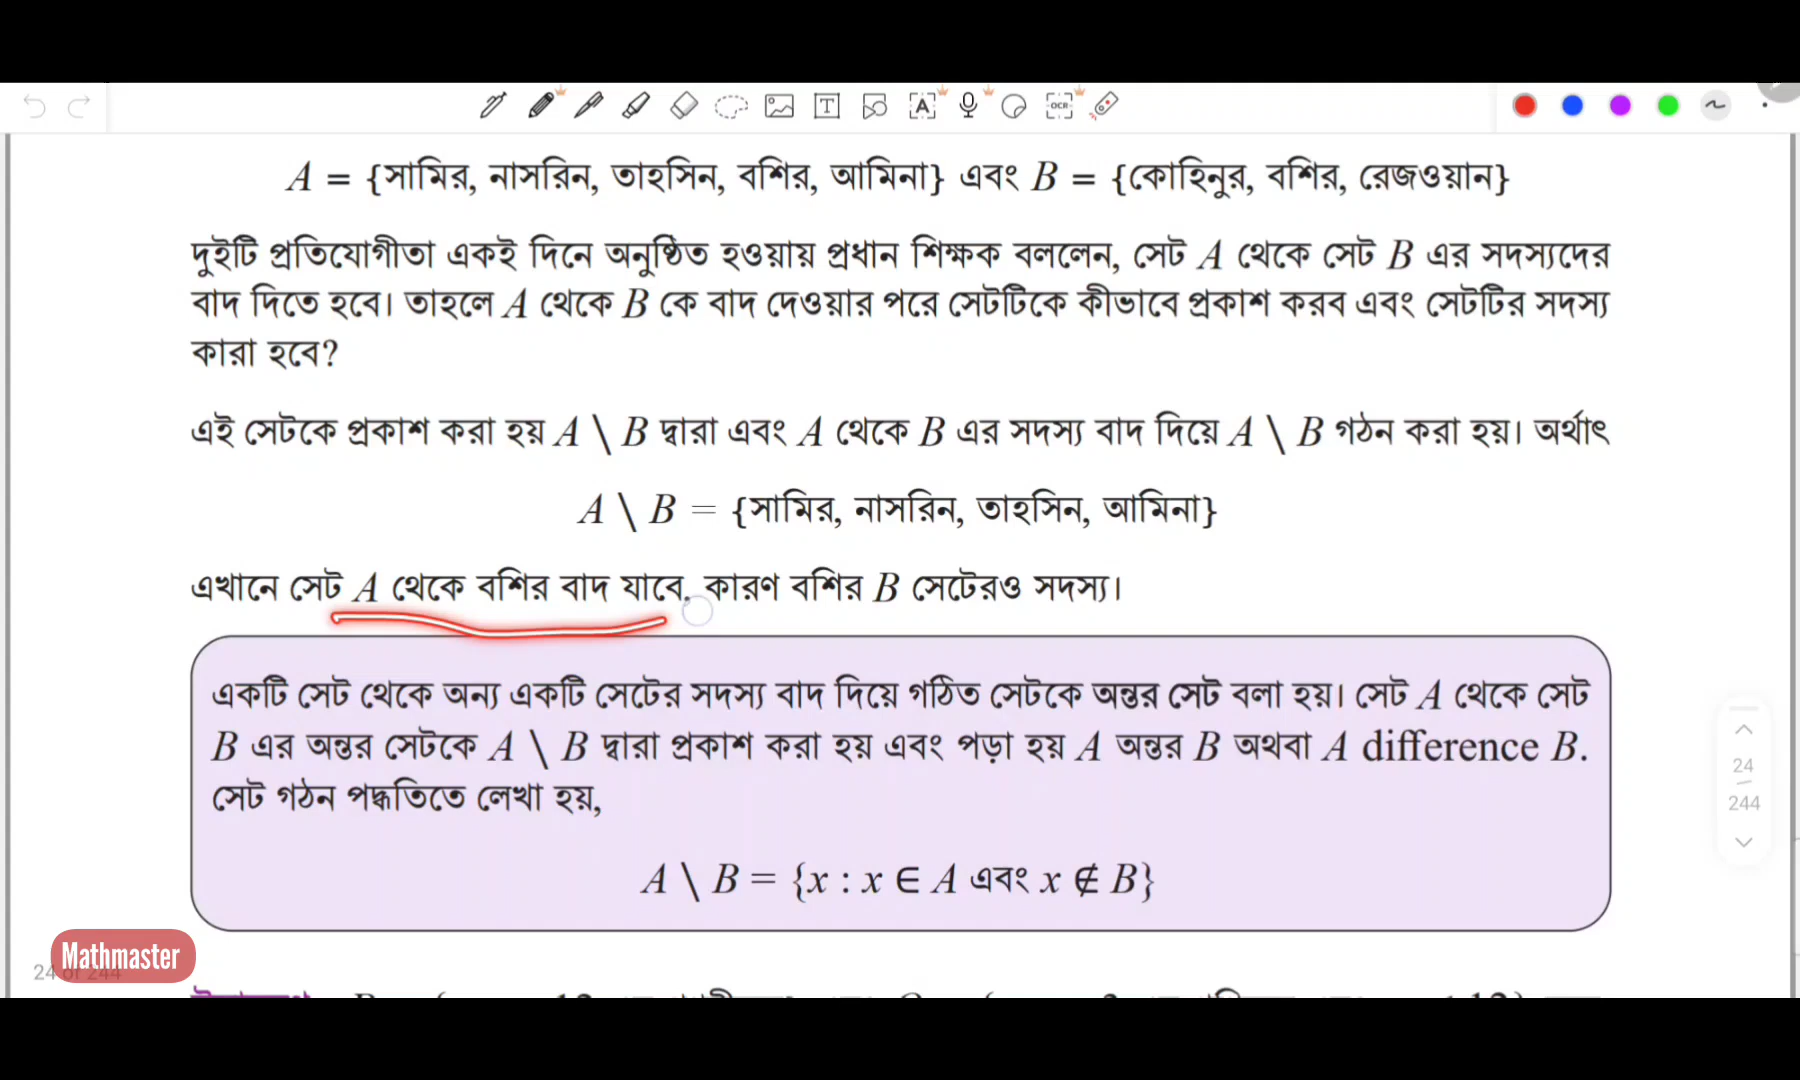 A = {সামির, নাসরিন, তাহসিন, বশির, আমিনা} এবং B = {কোহিনুর, বশির, রেজওয়ান}
দুইটি প্রতিযোগীতা একই দিনে অনুষ্ঠিত হওয়ায় প্রধান শিক্ষক বললেন, সেট A থেকে সেট B এর সদস্যদের
বাদ দিতে হবে। তাহলে A থেকে B কে বাদ দেওয়ার পরে সেটটিকে কীভাবে প্রকাশ করব এবং সেটটির সদস্য
কারা হবে?
এই সেটকে প্রকাশ করা হয় A \ B দ্বারা এবং A থেকে B এর সদস্য বাদ দিয়ে A \ B গঠন করা হয়। অর্থাৎ
A \ B = {সামির, নাসরিন, তাহসিন, আমিনা}
এখানে সেট A থেকে বশির বাদ যাবে, কারণ বশির B সেটেরও সদস্য।
একটি সেট থেকে অন্য একটি সেটের সদস্য বাদ দিয়ে গঠিত সেটকে অন্তর সেট বলা হয়। সেট A থেকে সেট
B এর অন্তর সেটকে A \ B দ্বারা প্রকাশ করা হয় এবং পড়া হয় A অন্তর B অথবা A difference B.
সেট গঠন পদ্ধতিতে লেখা হয়,
A \ B = {x : x ∈ A এবং x ∉ B}
24
244
Mathmaster
24 of 244